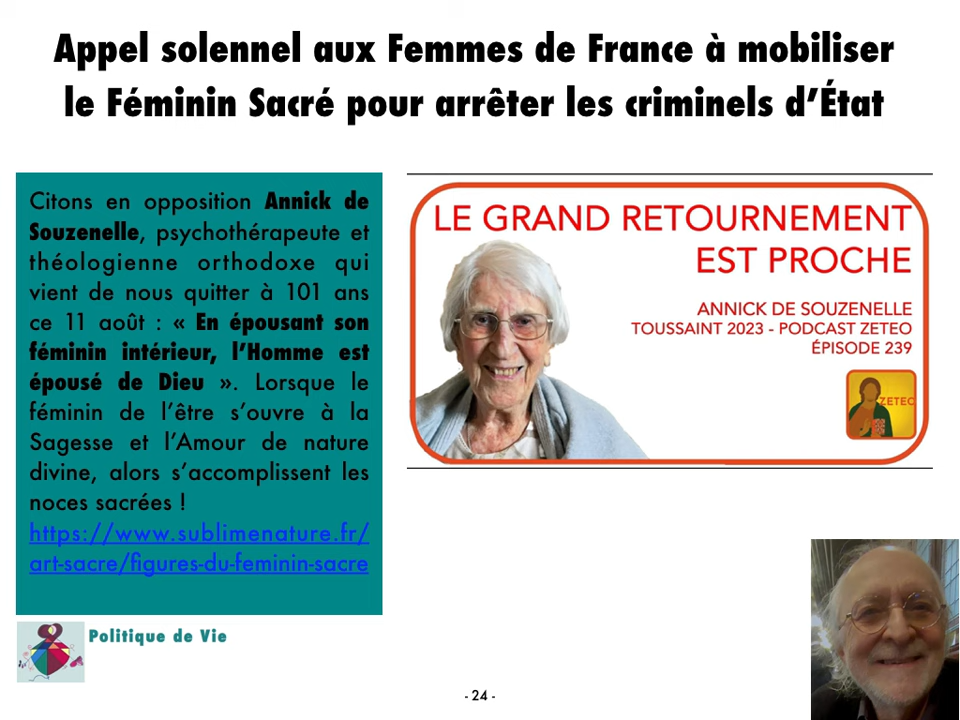 Appel solennel aux Femmes de France à mobiliser
le Féminin Sacré pour arrêter les criminels d’État
Citons en opposition Annick de
Souzenelle, psychothérapeute et
théologienne orthodoxe qui
vient de nous quitter à 101 ans
ce 11 août : « En épousant son
féminin intérieur, l’Homme est
épousé de Dieu ». Lorsque le
féminin de l’être s’ouvre à la
Sagesse et l’Amour de nature
divine, alors s’accomplissent les
noces sacrées !
https://www.sublimenature.fr/
art-sacre/figures-du-feminin-sacre
LE GRAND RETOURNEMENT
EST PROCHE
ANNICK DE SOUZENELLE
TOUSSAINT 2023 - PODCAST ZETEO
ÉPISODE 239
ZETEO
Politique de Vie
- 24 -